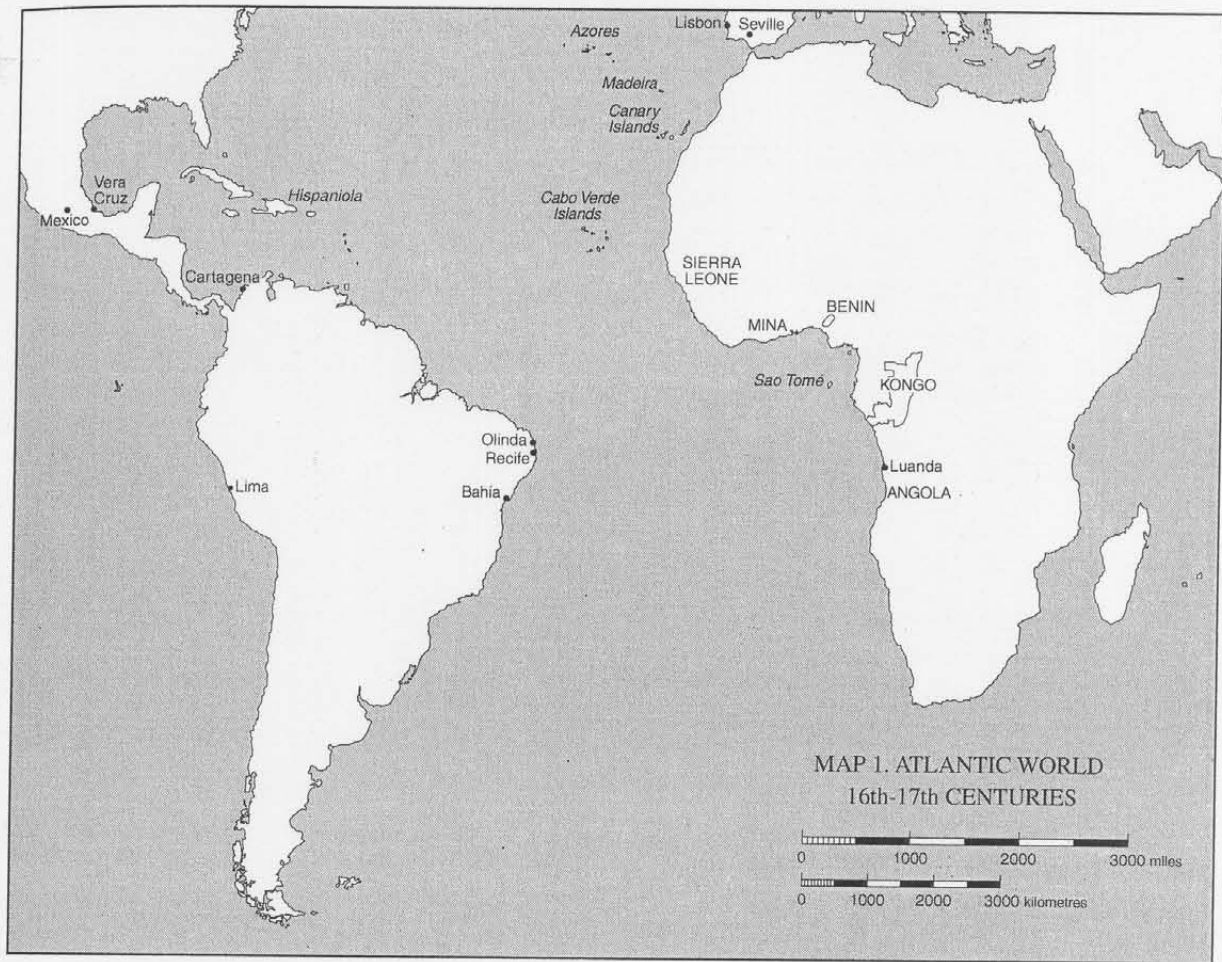 Lisbon
Seville
Azores
Madeira
Canary
Islands
Vera
Cruz
Mexico
Hispaniola
Cabo Verde
Islands
Cartagena
SIERRA
LEONE
BENIN
MINA
Sao Tomé
KONGO
Olinda
Recife
Luanda
Lima
Bahía
ANGOLA
MAP 1. ATLANTIC WORLD
16th-17th CENTURIES
0 1000 2000 3000 miles
0 1000 2000 3000 kilometres